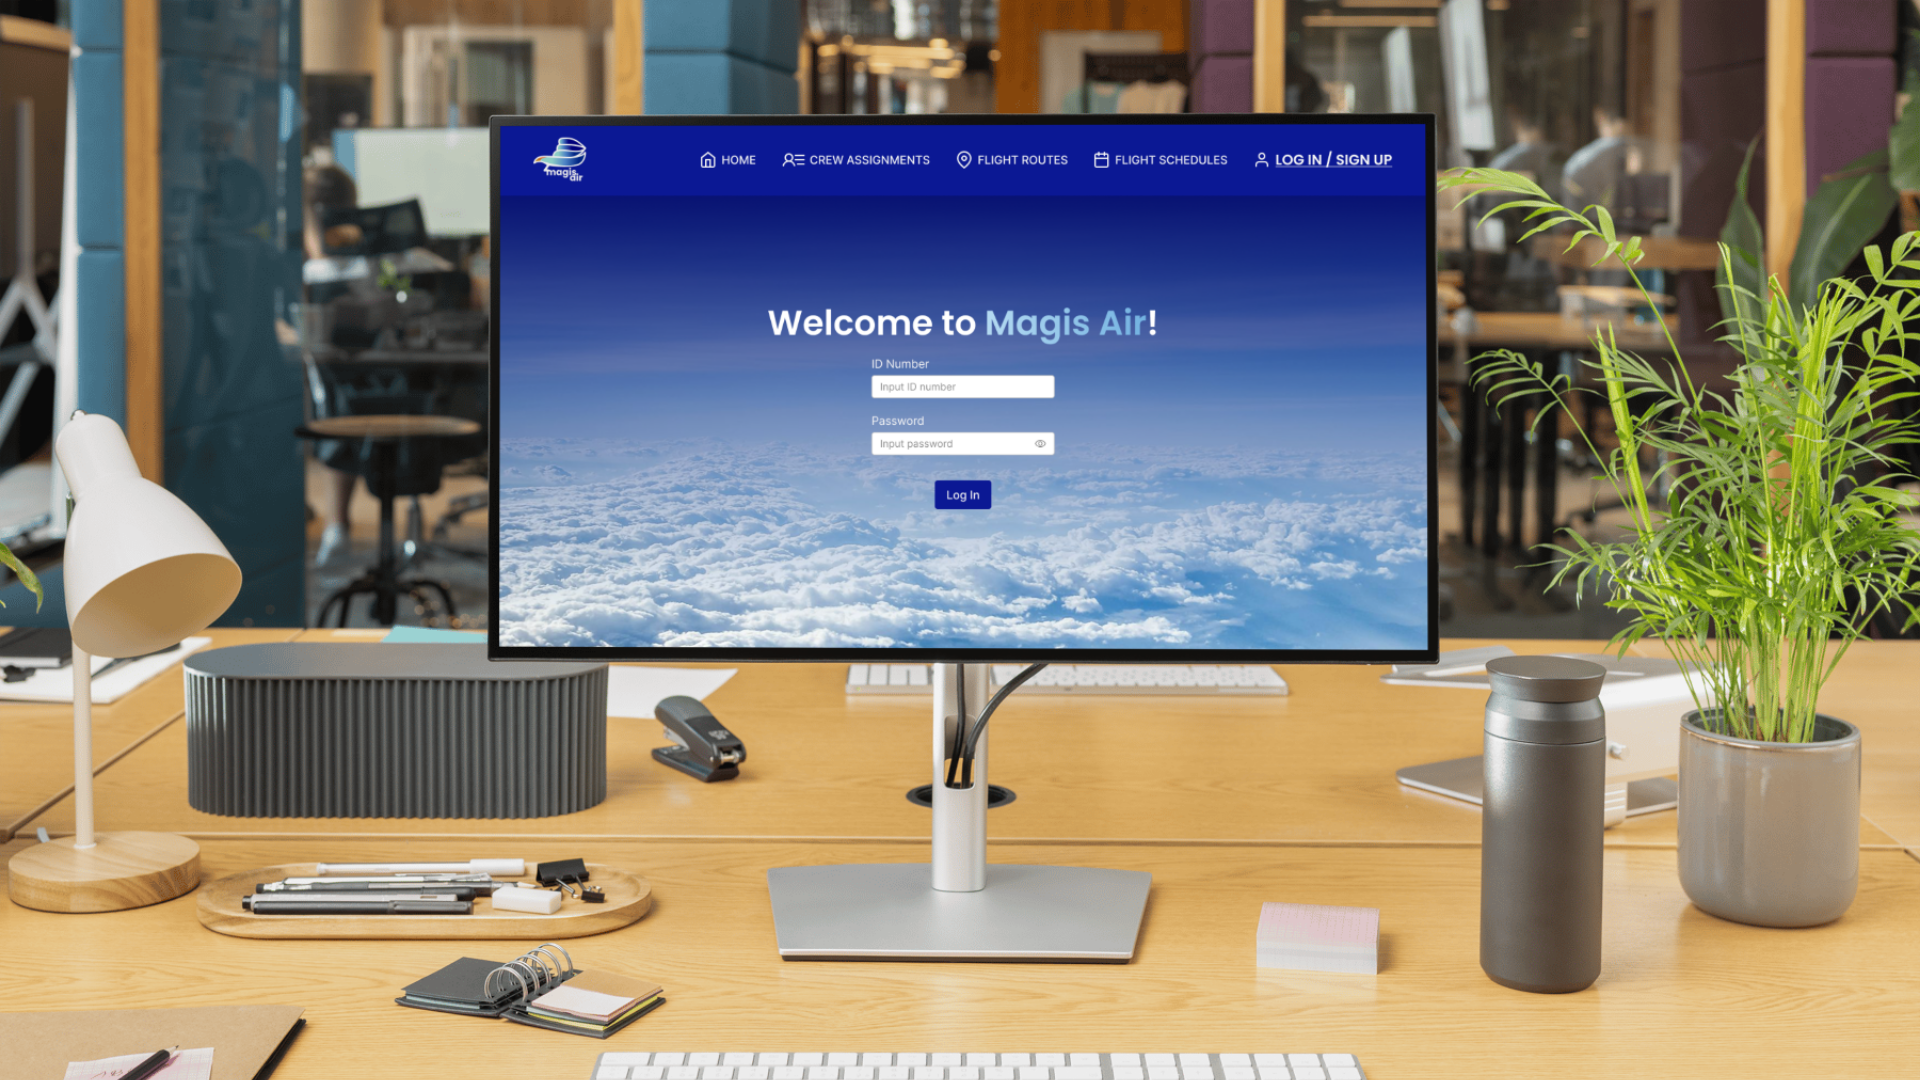 magis
air
HOME
CREW ASSIGNMENTS
FLIGHT ROUTES
FLIGHT SCHEDULES
LOG IN / SIGN UP
Welcome to Magis Air!
ID Number
Input ID number
Password
Input password
Log In